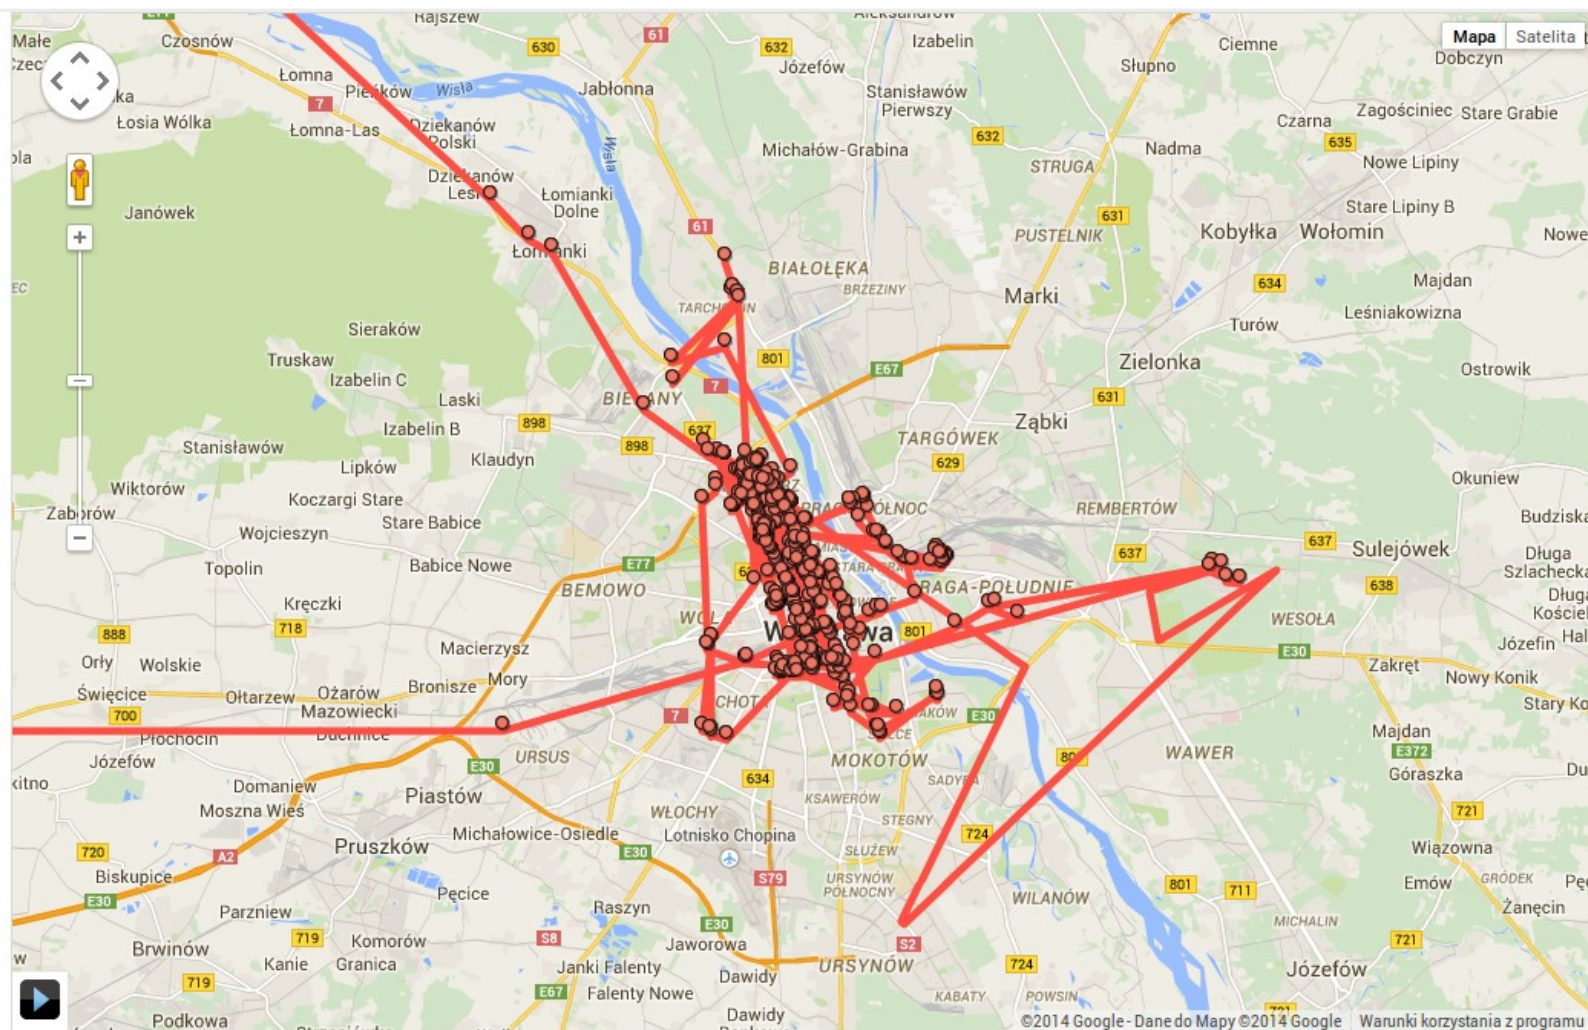 Rajszew
Aleksandrów
Małe
Czosnów
61
630
632
Izabelin
Ciemne
Mapa
Satelita
Dobczyn
Łomna
Pieńków
Wisła
Jabłonna
Józefów
Słupno
7
Stanisławów
Pierwszy
Zagościniec
Stare Grabie
Czarna
Łosia Wólka
Łomna-Las
Dziekanów
Polski
Wisła
632
635
Michałów-Grabina
Nadma
Nowe Lipiny
STRUGA
Dziekanów
Łomianki
Dolne
Janówek
631
Stare Lipiny B
61
PUSTELNIK
Kobyłka
Wołomin
BIAŁOŁĘKA
BRZEZINY
634
Majdan
Marki
TARCHOMIN
Leśniakowizna
Sieraków
Turów
Truskaw
801
Zielonka
E67
Ostrowik
Izabelin C
7
Laski
631
898
637
Ząbki
Izabelin B
TARGÓWEK
Stanisławów
898
Klaudyn
629
Lipków
Okuniew
Wiktorów
Koczargi Stare
REMBERTÓW
Zaborów
Stare Babice
Wojcieszyn
637
637
Sulejówek
Długa
Szlachecka
Topolin
Babice Nowe
E77
638
BEMOWO
Kręczki
WESOŁA
888
718
801
Macierzysz
E30
Józefin
Orły
Wolskie
Zakręt
Bronisze
Mory
Święcice
Ołtarzew
Ożarów
Mazowiecki
Nowy Konik
700
7
E30
Płochocin
Duchnice
Majdan
Józefów
URSUS
E372
WAWER
E30
MOKOTÓW
Góraszka
Domaniew
634
Piastów
KSAWERÓW
Moszna Wieś
WŁOCHY
721
STEGNY
Michałowice-Osiedle
Lotnisko Chopina
724
Pruszków
720
A2
E30
SŁUŻEW
Wiązowna
Biskupice
S79
URSYNÓW
PÓŁNOCNY
801
711
Emów
GRÓDEK
E30
Pęcice
WILANÓW
Parzniew
Raszyn
Żanęcin
E30
MICHALIN
719
S8
S2
721
Brwinów
Komorów
Jaworowa
Kanie
Granica
Janki Falenty
Dawidy
URSYNÓW
724
Józefów
719
E67
Falenty Nowe
KABATY
POWSIN
Dawidy
Podkowa
©2014 Google - Dane do Mapy ©2014 Google
Warunki korzystania z programu